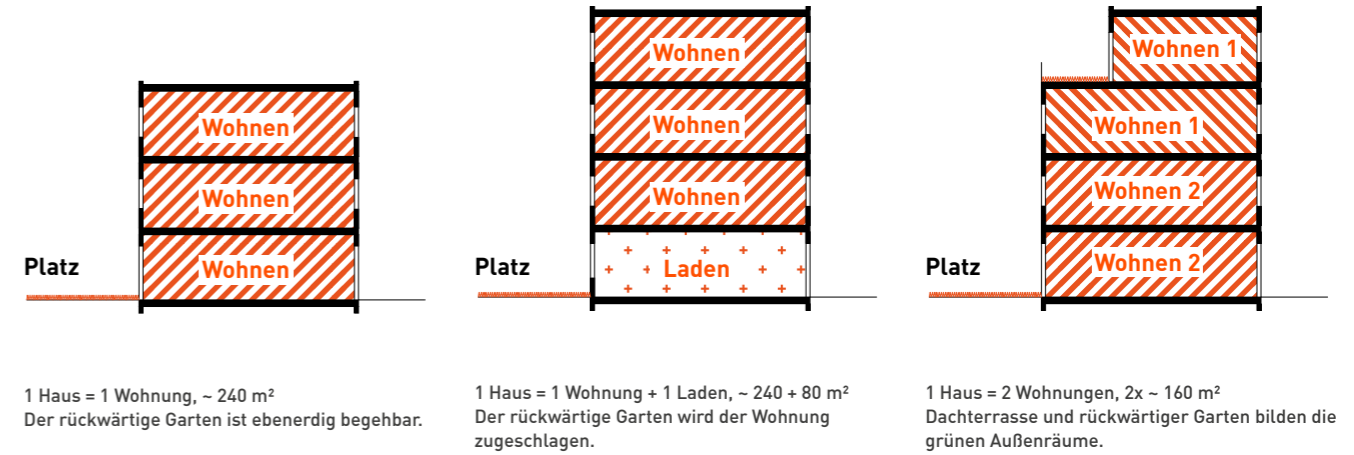 Wohnen
Wohnen
Wohnen
Platz
1 Haus = 1 Wohnung, ~ 240 m²
Der rückwärtige Garten ist ebenerdig begehbar.
Wohnen
Wohnen
Wohnen
Laden
Platz
1 Haus = 1 Wohnung + 1 Laden, ~ 240 + 80 m²
Der rückwärtige Garten wird der Wohnung
zugeschlagen.
Wohnen 1
Wohnen 1
Wohnen 2
Wohnen 2
Platz
1 Haus = 2 Wohnungen, 2x ~ 160 m²
Dachterrasse und rückwärtiger Garten bilden die
grünen Außenräume.